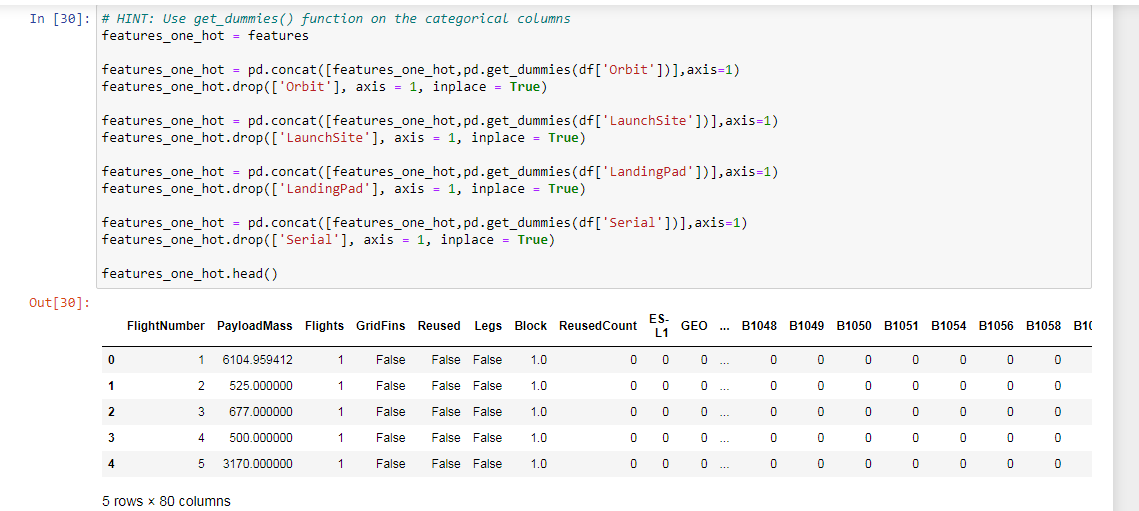 In [30]: # HINT: Use get_dummies() function on the categorical columns
features_one_hot = features
features_one_hot = pd.concat([features_one_hot,pd.get_dummies(df['Orbit'])],axis=1)
features_one_hot.drop(['Orbit'], axis = 1, inplace = True)
features_one_hot = pd.concat([features_one_hot,pd.get_dummies(df['LaunchSite'])],axis=1)
features_one_hot.drop(['LaunchSite'], axis = 1, inplace = True)
features_one_hot = pd.concat([features_one_hot,pd.get_dummies(df['LandingPad'])],axis=1)
features_one_hot.drop(['LandingPad'], axis = 1, inplace = True)
features_one_hot = pd.concat([features_one_hot,pd.get_dummies(df['Serial'])],axis=1)
features_one_hot.drop(['Serial'], axis = 1, inplace = True)
features_one_hot.head()
Out[30]:
FlightNumber PayloadMass Flights GridFins Reused Legs Block ReusedCount ES-L1 GEO ... B1048 B1049 B1050 B1051 B1054 B1056 B1058
0 1 6104.959412 1 False False False 1.0 0 0 0 ... 0 0 0 0 0 0 0
1 2 525.000000 1 False False False 1.0 0 0 0 ... 0 0 0 0 0 0 0
2 3 677.000000 1 False False False 1.0 0 0 0 ... 0 0 0 0 0 0 0
3 4 500.000000 1 False False False 1.0 0 0 0 ... 0 0 0 0 0 0 0
4 5 3170.000000 1 False False False 1.0 0 0 0 ... 0 0 0 0 0 0 0
5 rows × 80 columns